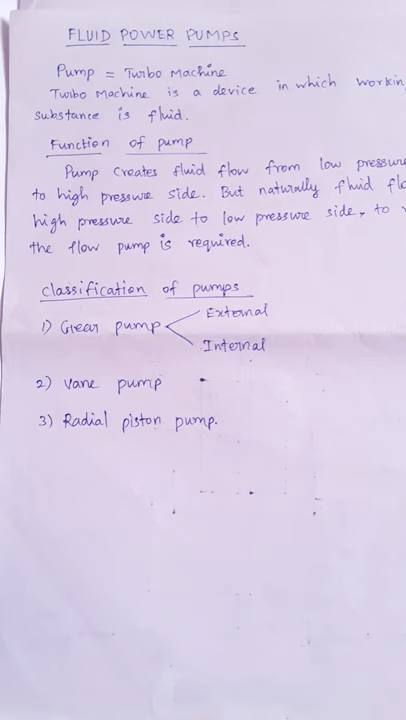 FLUID POWER PUMPS
Pump = Turbo Machine
Turbo Machine is a device in which
substance is fluid.
Function of pump
Pump creates fluid flow from low pressure
to high pressure side. But naturally fluid
high pressure side to low pressure side, to
the flow pump is required.
Classification of pumps
1) Gear pump External
Internal
2) Vane pump
3) Radial piston pump.